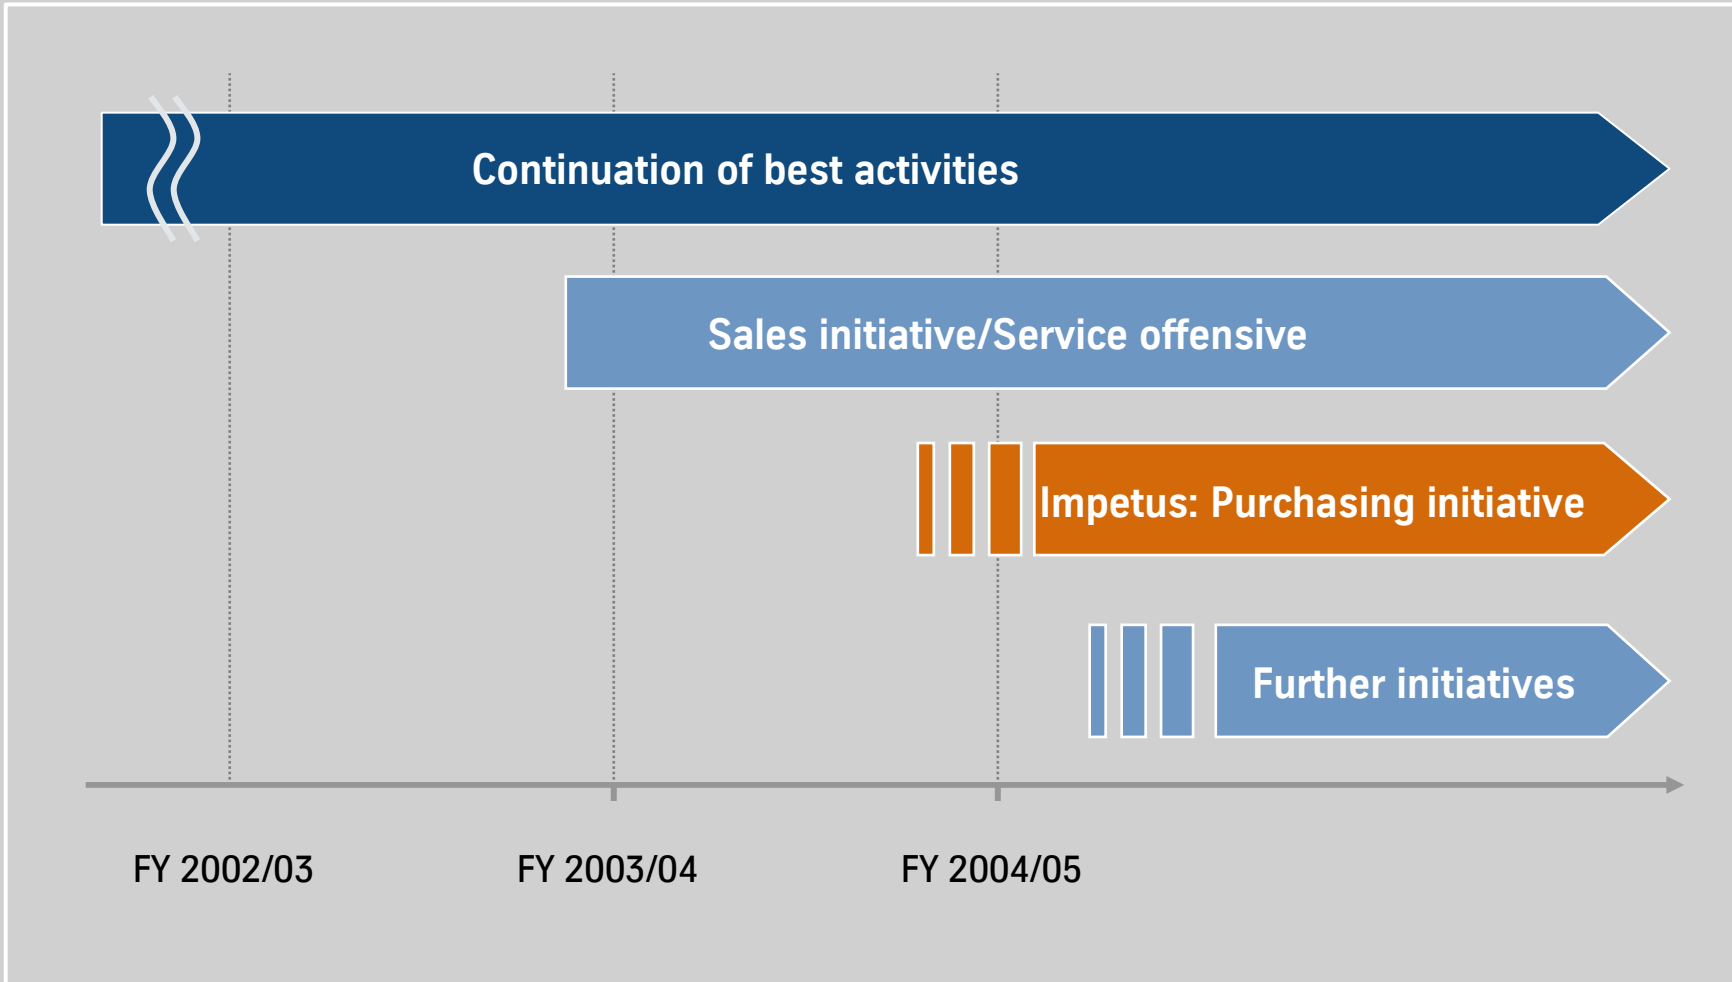 Continuation of best activities
Sales initiative/Service offensive
Impetus: Purchasing initiative
Further initiatives
FY 2002/03
FY 2003/04
FY 2004/05